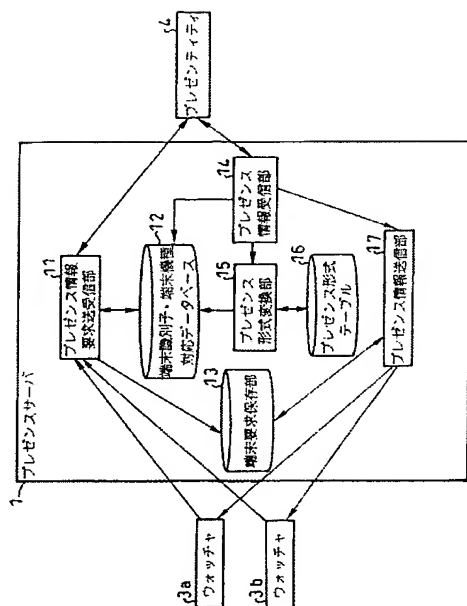 1
プレゼンスサーバ
11
プレゼンス情報
要求送受信部
12
端末識別子・端末機種
対応データベース
13
端末要求保存部
14
プレゼンス
情報受信部
15
プレゼンス
形式変換部
16
プレゼンス形式
テーブル
17
プレゼンス情報送信部
3a
ウォッチャ
3b
ウォッチャ
4
プレゼンティティ